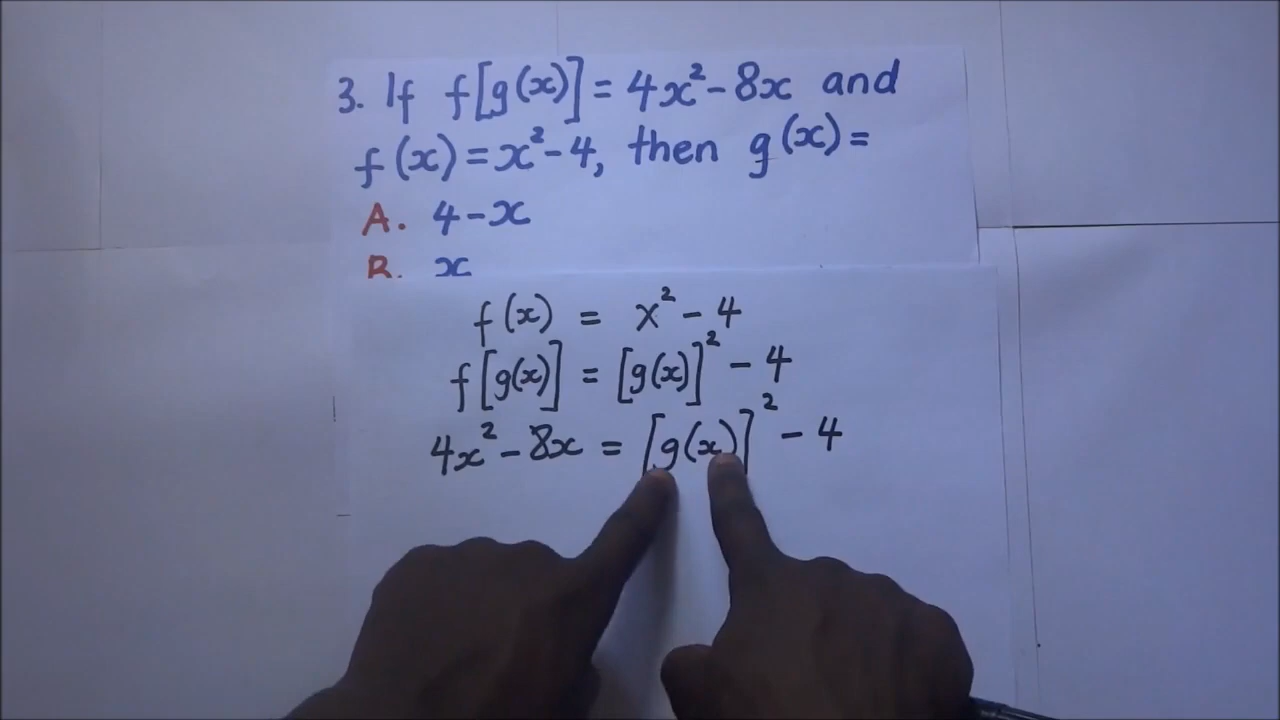 3. If f[g(x)] = 4x² - 8x and
f(x) = x² - 4, then g(x) =
A. 4 - x
B. x
f(x) = x² - 4
f[g(x)] = [g(x)]² - 4
4x² - 8x = [g(x)]² - 4